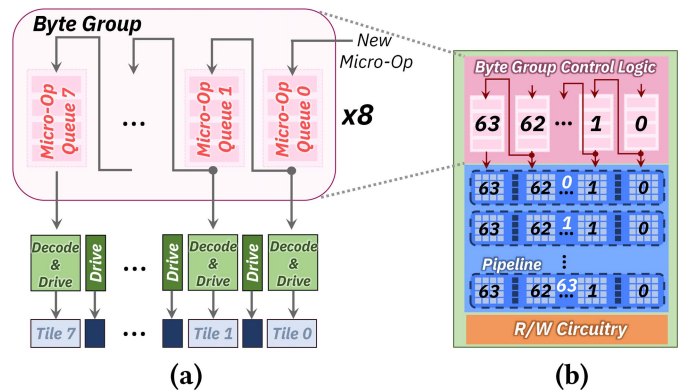 Byte Group
New
Micro-Op
Micro-Op
Queue 7
...
Micro-Op
Queue 1
Micro-Op
Queue 0
x8
Decode
& Drive
Drive
...
Drive
Decode
& Drive
Drive
Decode
& Drive
Tile 7
...
Tile 1
Tile 0
(a)
Byte Group Control Logic
63 62 ... 1 0
63 62 0 ... 1 0
63 62 1 ... 1 0
Pipeline
...
63 62 63 ... 1 0
R/W Circuitry
(b)